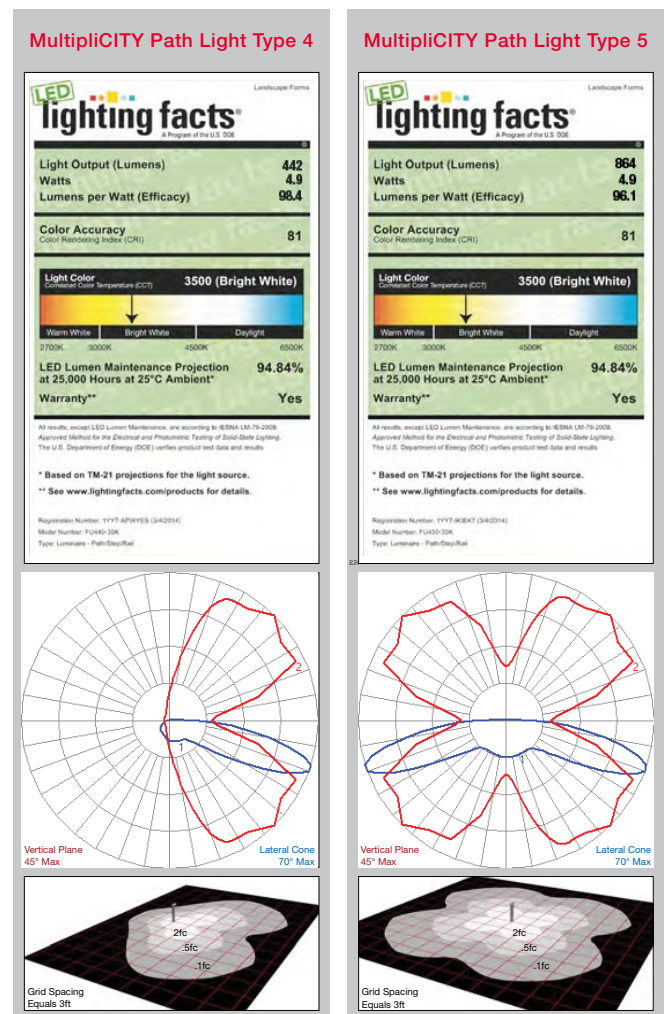 MultipliCITY Path Light Type 4
LED
lighting facts®
A Program of the U.S. DOE
Landscape Forms
Light Output (Lumens) 442
Watts 4.9
Lumens per Watt (Efficacy) 98.4
Color Accuracy
Color Rendering Index (CRI) 81
Light Color
Correlated Color Temperature (CCT) 3500 (Bright White)
Warm White Bright White Daylight
2700K 3000K 4500K 6500K
LED Lumen Maintenance Projection
at 25,000 Hours at 25°C Ambient* 94.84%
Warranty** Yes
All results, except LED Lumen Maintenance, are according to IESNA LM-79-2008:
Approved Method for the Electrical and Photometric Testing of Solid-State Lighting.
The U.S. Department of Energy (DOE) verifies product test data and results.
* Based on TM-21 projections for the light source.
** See www.lightingfacts.com/products for details.
Registration Number: 1YY7-APWYES (3/4/2014)
Model Number: FU440-35K
Type: Luminaire - Path/Step/Rail
2
Vertical Plane
45° Max
Lateral Cone
70° Max
2fc
.5fc
.1fc
Grid Spacing
Equals 3ft
MultipliCITY Path Light Type 5
LED
lighting facts®
A Program of the U.S. DOE
Landscape Forms
Light Output (Lumens) 864
Watts 4.9
Lumens per Watt (Efficacy) 96.1
Color Accuracy
Color Rendering Index (CRI) 81
Light Color
Correlated Color Temperature (CCT) 3500 (Bright White)
Warm White Bright White Daylight
2700K 3000K 4500K 6500K
LED Lumen Maintenance Projection
at 25,000 Hours at 25°C Ambient* 94.84%
Warranty** Yes
All results, except LED Lumen Maintenance, are according to IESNA LM-79-2008:
Approved Method for the Electrical and Photometric Testing of Solid-State Lighting.
The U.S. Department of Energy (DOE) verifies product test data and results.
* Based on TM-21 projections for the light source.
** See www.lightingfacts.com/products for details.
Registration Number: 1YY7-IKIEK7 (3/4/2014)
Model Number: FU450-35K
Type: Luminaire - Path/Step/Rail
2
1
Vertical Plane
45° Max
Lateral Cone
70° Max
2fc
.5fc
.1fc
Grid Spacing
Equals 3ft